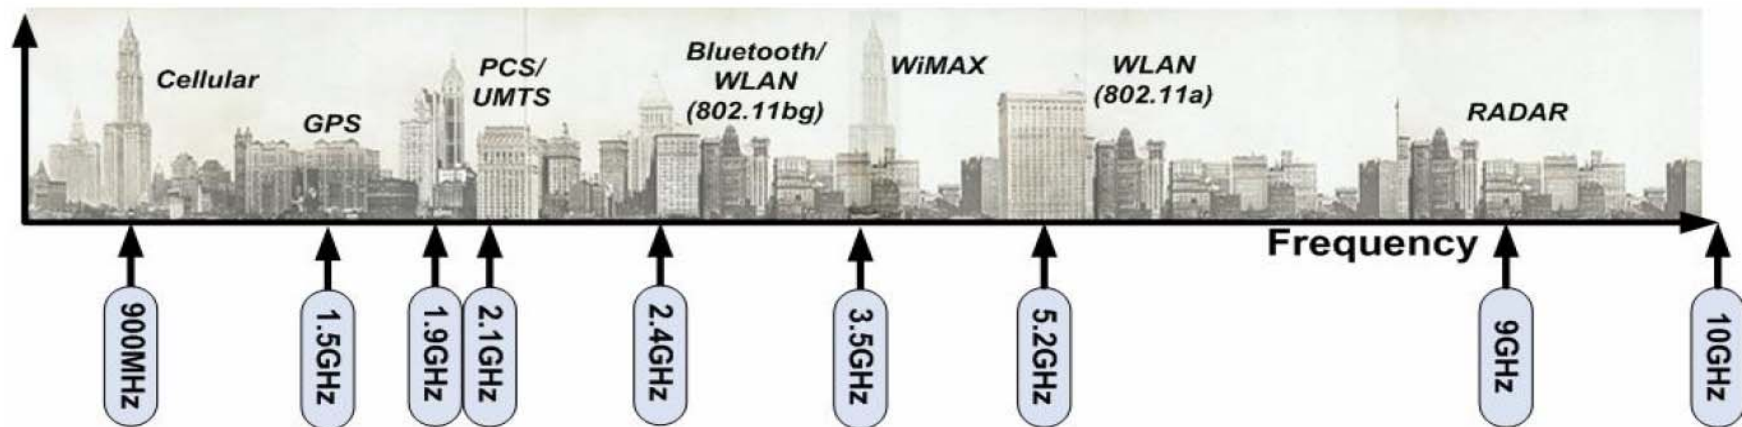 Cellular
GPS
PCS/
UMTS
Bluetooth/
WLAN
(802.11bg)
WiMAX
WLAN
(802.11a)
RADAR
Frequency
900MHz
1.5GHz
1.9GHz
2.1GHz
2.4GHz
3.5GHz
5.2GHz
9GHz
10GHz